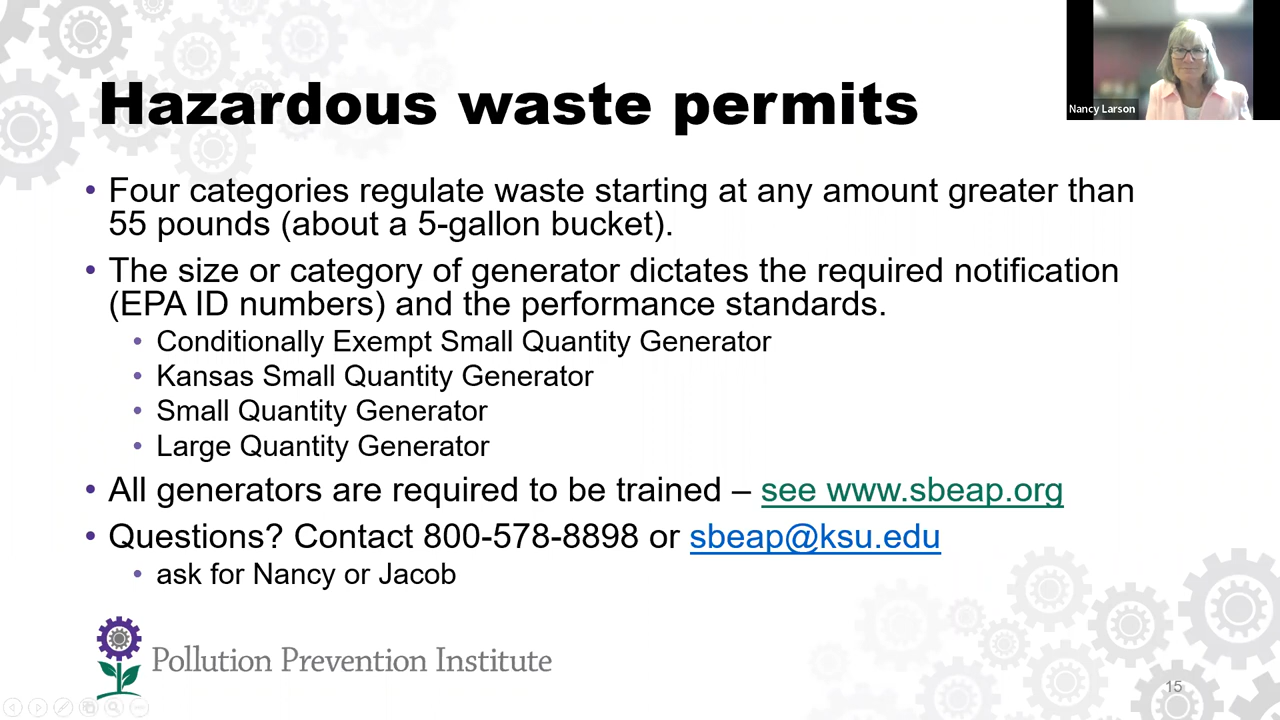 Hazardous waste permits
Nancy Larson
• Four categories regulate waste starting at any amount greater than
55 pounds (about a 5-gallon bucket).
• The size or category of generator dictates the required notification
(EPA ID numbers) and the performance standards.
• Conditionally Exempt Small Quantity Generator
• Kansas Small Quantity Generator
• Small Quantity Generator
• Large Quantity Generator
• All generators are required to be trained – see www.sbeap.org
• Questions? Contact 800-578-8898 or sbeap@ksu.edu
• ask for Nancy or Jacob
Pollution Prevention Institute
15